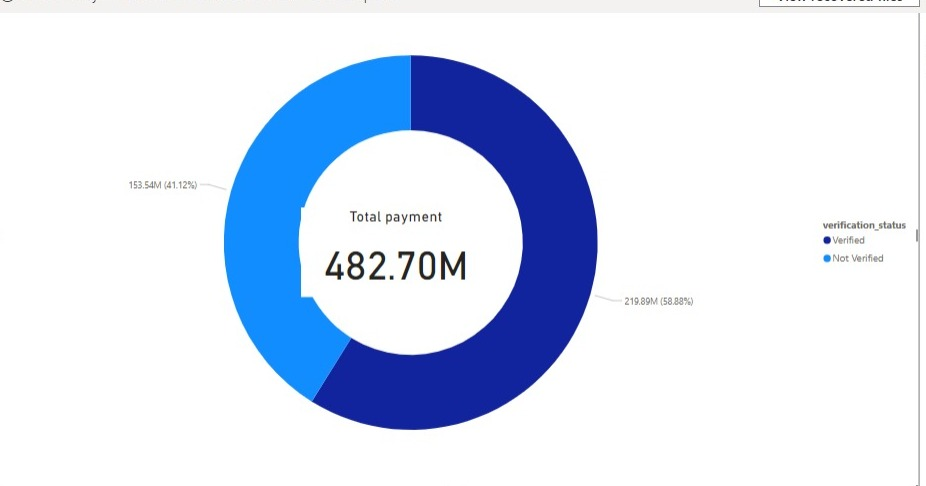 153.54M (41.12%)
Total payment
482.70M
219.89M (58.88%)
verification_status
Verified
Not Verified